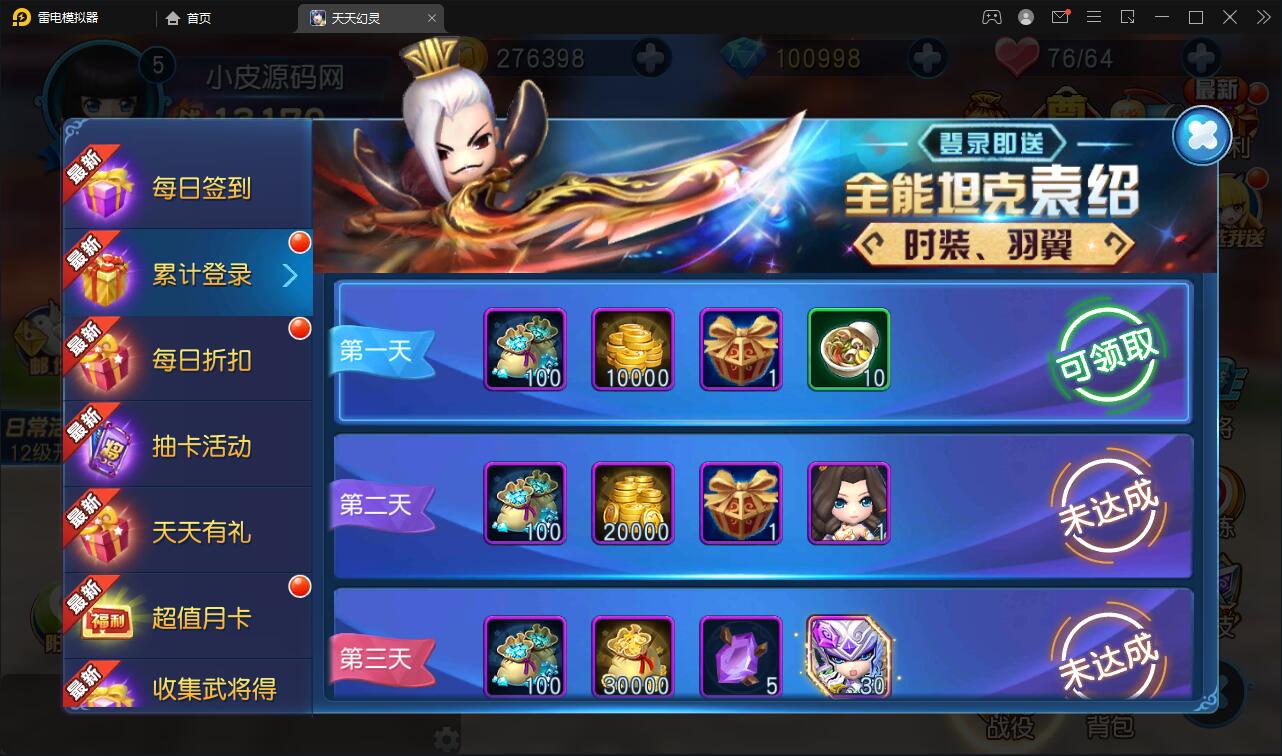 雷电模拟器
首页
天天幻灵
5
小皮源码网
276398
100998
76/64
最新
登录即送
全能坦克袁绍
时装、羽翼
最新
每日签到
最新
累计登录
最新
每日折扣
最新
抽卡活动
最新
天天有礼
最新
福利
超值月卡
最新
收集武将得
第一天
100
10000
1
10
可领取
第二天
100
20000
1
1
未达成
第三天
100
30000
5
30
未达成
日常活
12级开
战役
背包